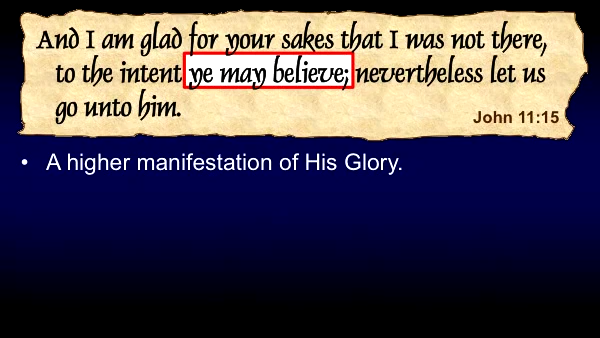 And I am glad for your sakes that I was not there,
to the intent ye may believe; nevertheless let us
go unto him.
John 11:15
• A higher manifestation of His Glory.